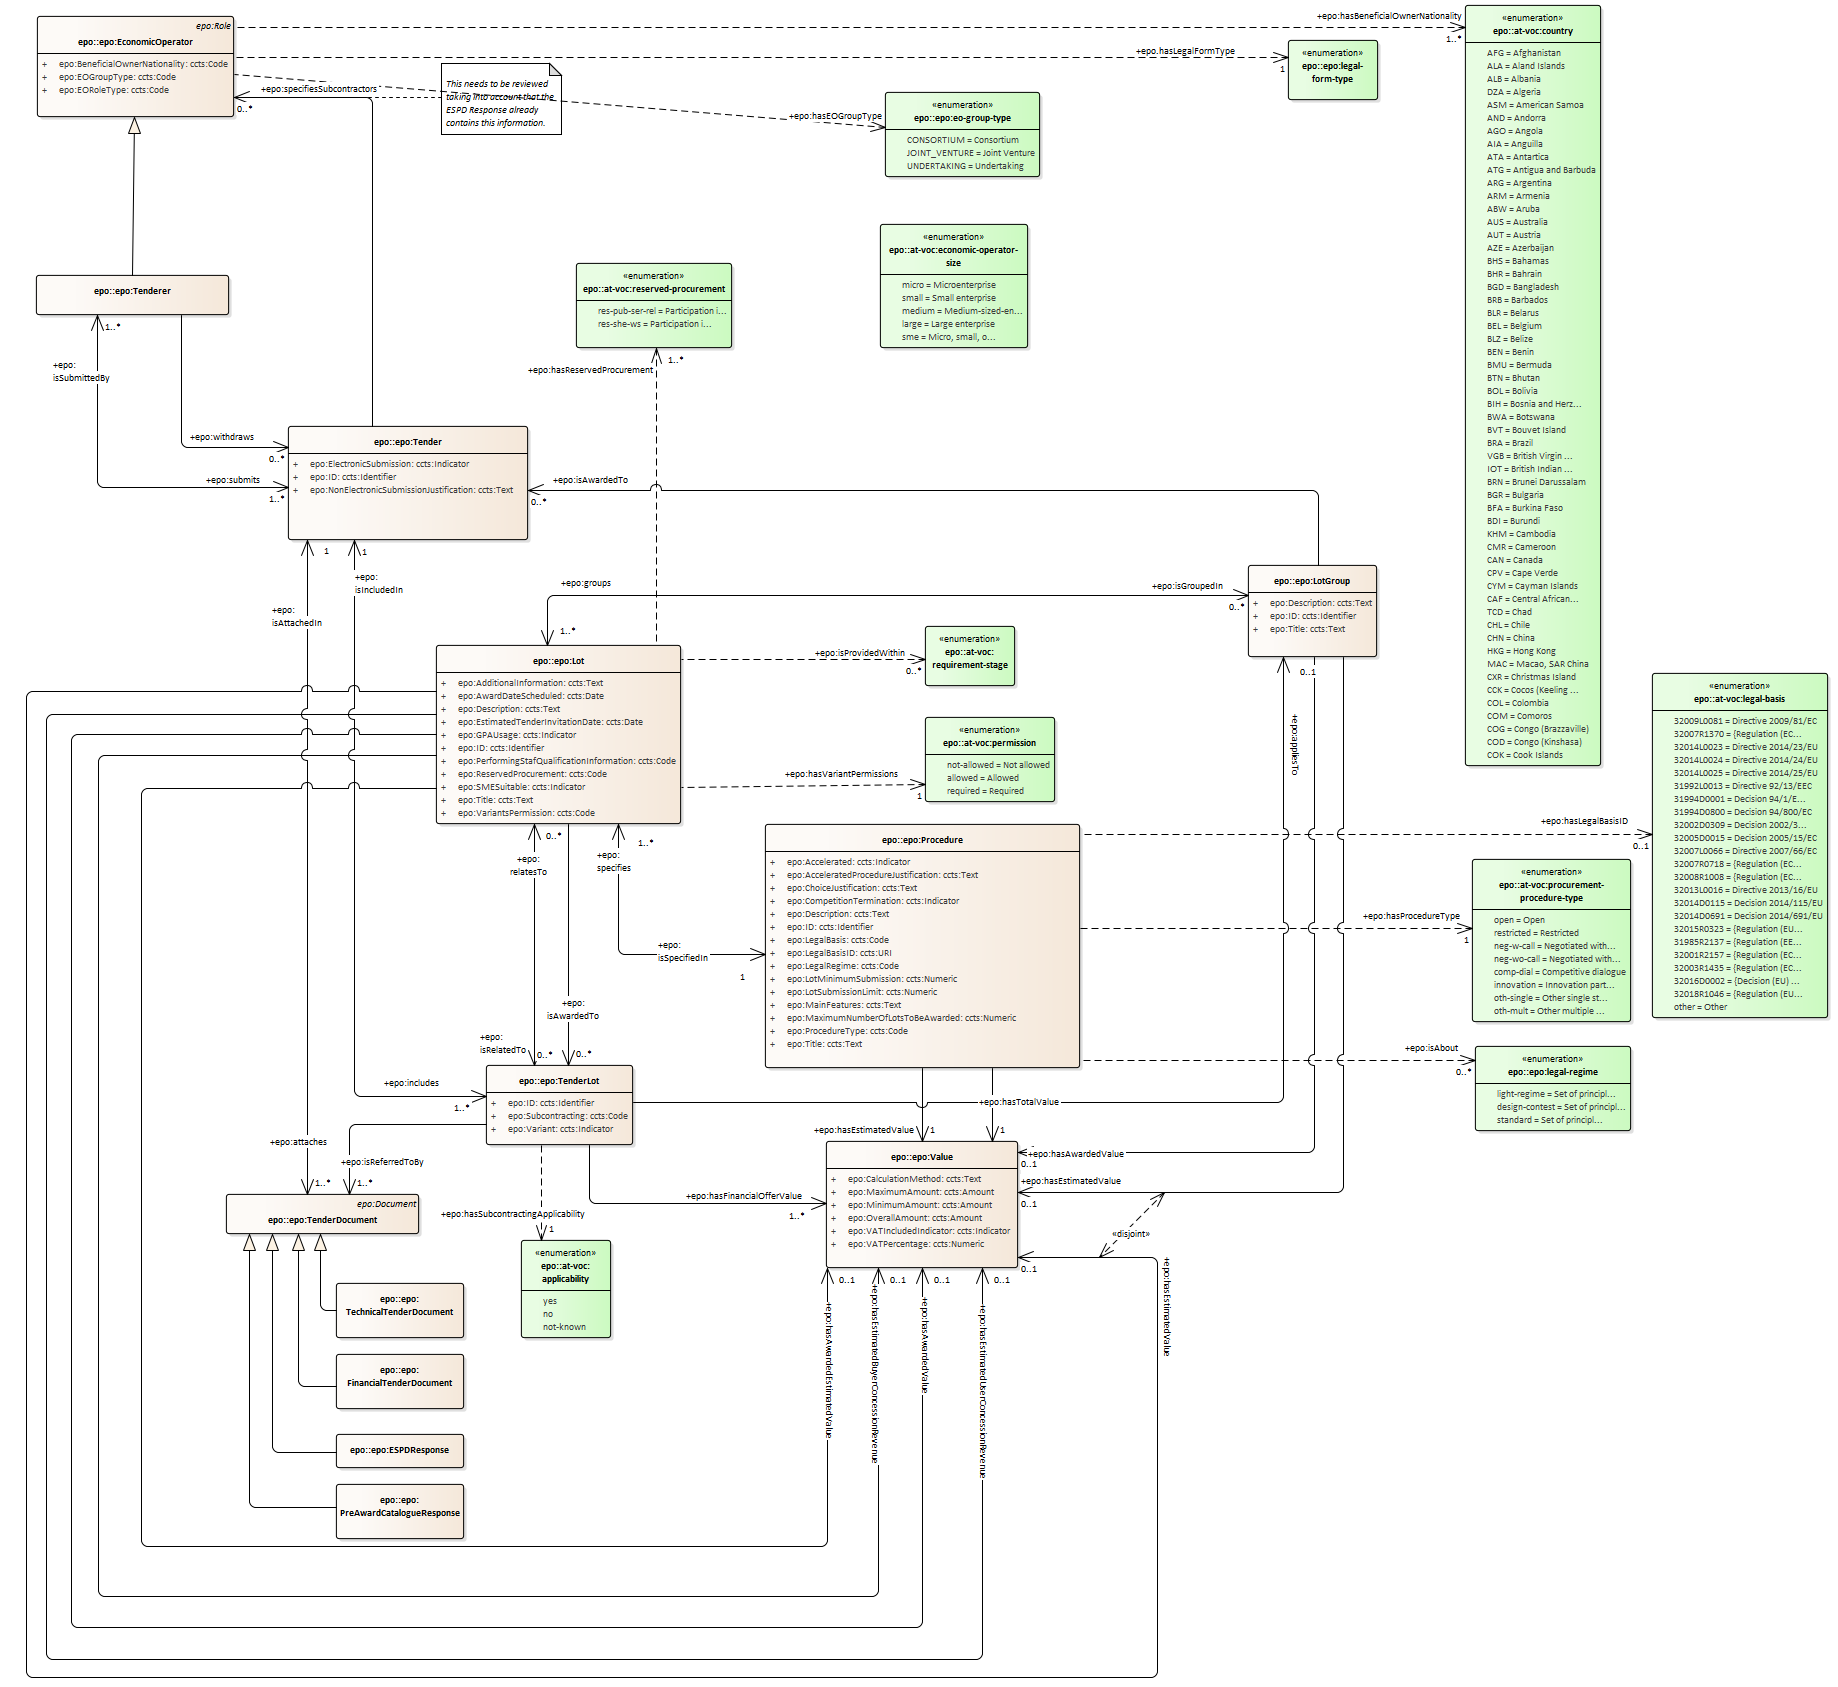 epo:Role
epo::epo:EconomicOperator
+ epo:BeneficialOwnerNationality: ccts:Code
+ epo:EOGroupType: ccts:Code
+ epo:EORoleType: ccts:Code
+epo:hasBeneficialOwnerNationality
1..*
+epo.hasLegalFormType
1
+epo:specifiesSubcontractors
0..*
This needs to be reviewed
taking into account that the
ESPD Response already
contains this information.
+epo:hasEOGroupType
«enumeration»
epo::epo:legal-
form-type
«enumeration»
epo::epo:eo-group-type
CONSORTIUM = Consortium
JOINT_VENTURE = Joint Venture
UNDERTAKING = Undertaking
«enumeration»
epo::at-voc:country
AFG = Afghanistan
ALA = Aland Islands
ALB = Albania
DZA = Algeria
ASM = American Samoa
AND = Andorra
AGO = Angola
AIA = Anguilla
ATA = Antartica
ATG = Antigua and Barbuda
ARG = Argentina
ARM = Armenia
ABW = Aruba
AUS = Australia
AUT = Austria
AZE = Azerbaijan
BHS = Bahamas
BHR = Bahrain
BGD = Bangladesh
BRB = Barbados
BLR = Belarus
BEL = Belgium
BLZ = Belize
BEN = Benin
BMU = Bermuda
BTN = Bhutan
BOL = Bolivia
BIH = Bosnia and Herz...
BWA = Botswana
BVT = Bouvet Island
BRA = Brazil
VGB = British Virgin ...
IOT = British Indian ...
BRN = Brunei Darussalam
BGR = Bulgaria
BFA = Burkina Faso
BDI = Burundi
KHM = Cambodia
CMR = Cameroon
CAN = Canada
CPV = Cape Verde
CYM = Cayman Islands
CAF = Central African...
TCD = Chad
CHL = Chile
CHN = China
HKG = Hong Kong
MAC = Macao, SAR China
CXR = Christmas Island
CCK = Cocos (Keeling ...
COL = Colombia
COM = Comoros
COG = Congo (Brazzaville)
COD = Congo (Kinshasa)
COK = Cook Islands
«enumeration»
epo::at-voc:economic-operator-
size
micro = Microenterprise
small = Small enterprise
medium = Medium-sized-en...
large = Large enterprise
sme = Micro, small, o...
«enumeration»
epo::at-voc:reserved-procurement
res-pub-ser-rel = Participation i...
res-she-ws = Participation i...
+epo:hasReservedProcurement
1..*
epo::epo:Tenderer
1..*
+epo:
isSubmittedBy
+epo:withdraws
0..*
+epo:submits
1..*
epo::epo:Tender
+ epo:ElectronicSubmission: ccts:Indicator
+ epo:ID: ccts:Identifier
+ epo:NonElectronicSubmissionJustification: ccts:Text
+epo:isAwardedTo
0..*
1
1
+epo:
isIncludedIn
+epo:
isAttachedIn
+epo:groups
1..*
+epo:isGroupedIn
0..*
epo::epo:LotGroup
+ epo:Description: ccts:Text
+ epo:ID: ccts:Identifier
+ epo:Title: ccts:Text
0..1
+epo:appliesTo
epo::epo:Lot
+ epo:AdditionalInformation: ccts:Text
+ epo:AwardDateScheduled: ccts:Date
+ epo:Description: ccts:Text
+ epo:EstimatedTenderInvitationDate: ccts:Date
+ epo:GPAUsage: ccts:Indicator
+ epo:ID: ccts:Identifier
+ epo:PerformingStafQualificationInformation: ccts:Code
+ epo:ReservedProcurement: ccts:Code
+ epo:SMESuitable: ccts:Indicator
+ epo:Title: ccts:Text
+ epo:VariantsPermission: ccts:Code
+epo:isProvidedWithin
0..*
«enumeration»
epo::at-voc:
requirement-stage
+epo:hasVariantPermissions
1
«enumeration»
epo::at-voc:permission
not-allowed = Not allowed
allowed = Allowed
required = Required
«enumeration»
epo::at-voc:legal-basis
32009L0081 = Directive 2009/81/EC
32007R1370 = {Regulation (EC...
32014L0023 = Directive 2014/23/EU
32014L0024 = Directive 2014/24/EU
32014L0025 = Directive 2014/25/EU
31992L0013 = Directive 92/13/EEC
31994D0001 = Decision 94/1/E...
31994D0800 = Decision 94/800/EC
32002D0309 = Decision 2002/3...
32005D0015 = Decision 2005/15/EC
32007L0066 = Directive 2007/66/EC
32007R0718 = {Regulation (EC...
32008R1008 = {Regulation (EC...
32013L0016 = Directive 2013/16/EU
32014D0115 = Decision 2014/115/EU
32014D0691 = Decision 2014/691/EU
32015R0323 = {Regulation (EU...
31985R2137 = {Regulation (EE...
32001R2157 = {Regulation (EC...
32003R1435 = {Regulation (EC...
32016D0002 = {Decision (EU) ...
32018R1046 = {Regulation (EU...
other = Other
epo::epo:Procedure
+ epo:Accelerated: ccts:Indicator
+ epo:AcceleratedProcedureJustification: ccts:Text
+ epo:ChoiceJustification: ccts:Text
+ epo:CompetitionTermination: ccts:Indicator
+ epo:Description: ccts:Text
+ epo:ID: ccts:Identifier
+ epo:LegalBasis: ccts:Code
+ epo:LegalBasisID: ccts:URI
+ epo:LegalRegime: ccts:Code
+ epo:LotMinimumSubmission: ccts:Numeric
+ epo:LotSubmissionLimit: ccts:Numeric
+ epo:MainFeatures: ccts:Text
+ epo:MaximumNumberOfLotsToBeAwarded: ccts:Numeric
+ epo:ProcedureType: ccts:Code
+ epo:Title: ccts:Text
+epo:hasLegalBasisID
0..1
+epo:hasProcedureType
1
«enumeration»
epo::at-voc:procurement-
procedure-type
open = Open
restricted = Restricted
neg-w-call = Negotiated with...
neg-wo-call = Negotiated with...
comp-dial = Competitive dialogue
innovation = Innovation part...
oth-single = Other single st...
oth-mult = Other multiple ...
+epo:isAbout
0..*
«enumeration»
epo::epo:legal-regime
light-regime = Set of principl...
design-contest = Set of principl...
standard = Set of principl...
0..*
+epo:
relatesTo
1..*
+epo:
specifies
+epo:
isSpecifiedIn
1
+epo:
isAwardedTo
0..*
+epo:
isRelatedTo
0..*
epo::epo:TenderLot
+ epo:ID: ccts:Identifier
+ epo:Subcontracting: ccts:Code
+ epo:Variant: ccts:Indicator
+epo:includes
1..*
+epo:attaches
1..*
+epo:isReferredToBy
1..*
+epo:hasTotalValue
1
+epo:hasEstimatedValue
1
+epo:hasAwardedValue
0..1
+epo:hasEstimatedValue
0..1
«disjoint»
0..1
+epo:hasEstimatedValue
epo::epo:Value
+ epo:CalculationMethod: ccts:Text
+ epo:MaximumAmount: ccts:Amount
+ epo:MinimumAmount: ccts:Amount
+ epo:OverallAmount: ccts:Amount
+ epo:VATIncludedIndicator: ccts:Indicator
+ epo:VATPercentage: ccts:Numeric
+epo:hasFinancialOfferValue
1..*
+epo:hasSubcontractingApplicability
1
«enumeration»
epo::at-voc:
applicability
yes
no
not-known
epo:Document
epo::epo:TenderDocument
epo::epo:
TechnicalTenderDocument
epo::epo:
FinancialTenderDocument
epo::epo:ESPDResponse
epo::epo:
PreAwardCatalogueResponse
0..1
+epo:hasAwardedEstimatedValue
0..1
+epo:hasEstimatedBuyerConcessionRevenue
0..1
+epo:hasAwardedValue
0..1
+epo:hasEstimatedUserConcessionRevenue